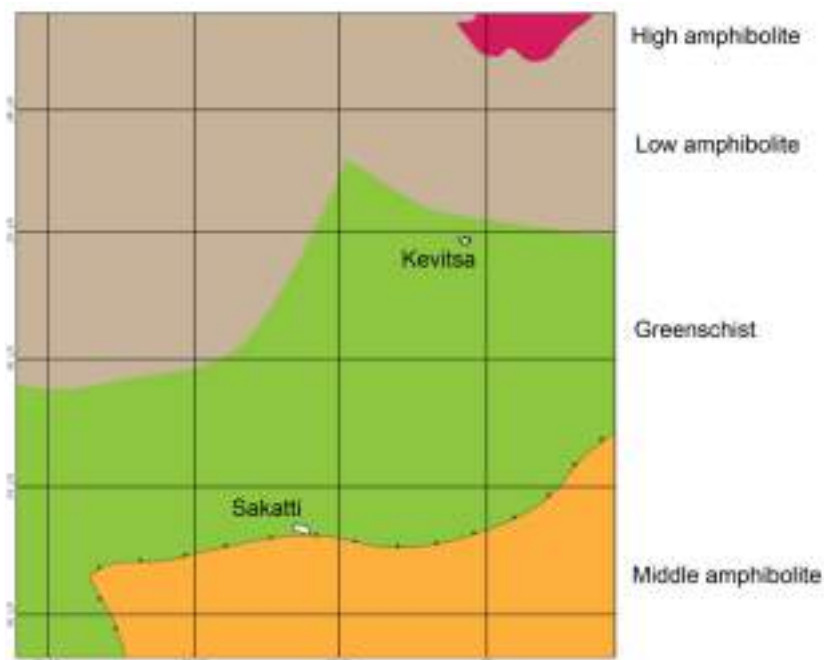 High amphibolite
Low amphibolite
Kevitsa
Greenschist
Sakatti
Middle amphibolite